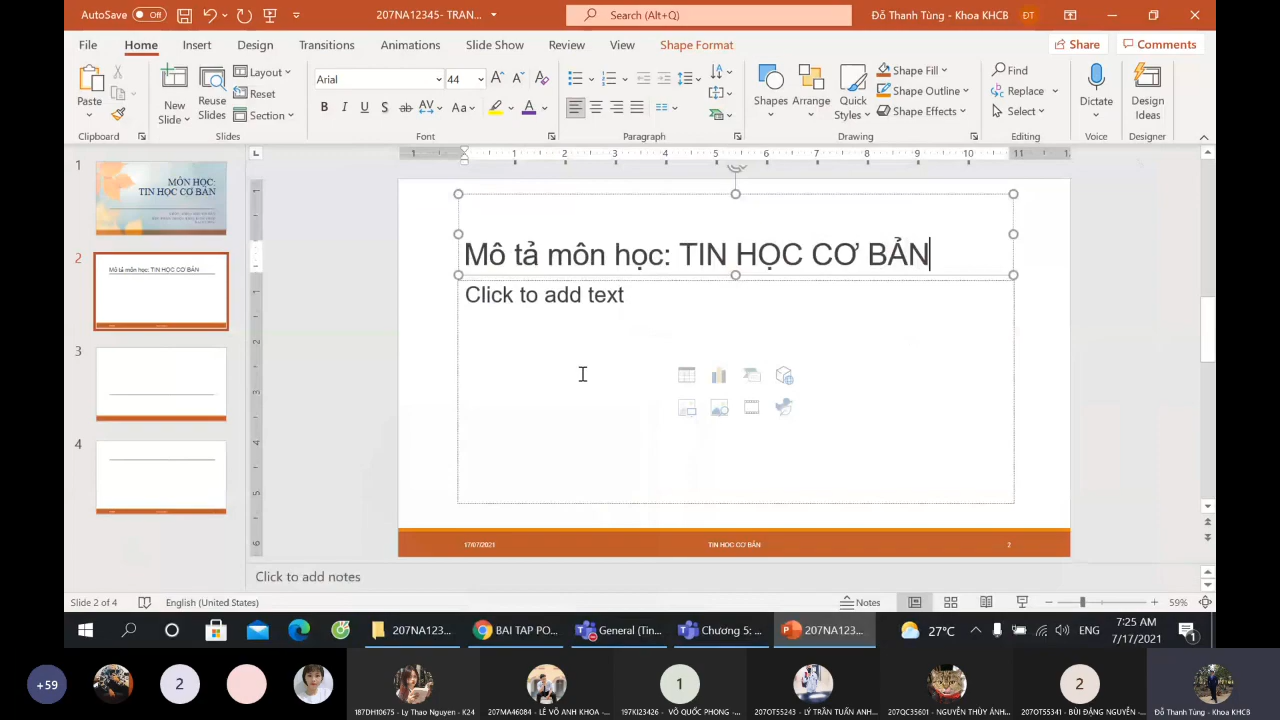 AutoSave Off
207NA12345- TRAN...
Search (Alt+Q)
Đỗ Thanh Tùng - Khoa KHCB
ĐT
File Home Insert Design Transitions Animations Slide Show Review View Shape Format
Share
Comments
Paste
New Slide
Reuse Slides
Layout
Reset
Section
Arial
44
Shapes
Arrange
Quick Styles
Shape Fill
Shape Outline
Shape Effects
Find
Replace
Select
Dictate
Design Ideas
Clipboard Slides Font Paragraph Drawing Editing Voice Designer
1
MÔN HỌC:
TIN HỌC CƠ BẢN
2
Mô tả môn học: TIN HỌC CƠ BẢN
3
4
Mô tả môn học: TIN HỌC CƠ BẢN
Click to add text
17/07/2021
TIN HỌC CƠ BẢN
2
Click to add notes
Slide 2 of 4
English (United States)
Notes
59%
207NA123...
BAI TAP PO...
General (Tin...
Chương 5: ...
207NA123...
27°C
ENG
7:25 AM
7/17/2021
1
+59
2
1
2
187DH10675 - Ly Thao Nguyen - K24
207MA46084 - LÊ VÕ ANH KHOA - ...
197KI23426 - VÕ QUỐC PHONG - ...
207OT55243 - LÝ TRẦN TUẤN ANH...
207QC35601 - NGUYỄN THÙY ÁNH...
207OT55341 - BÙI ĐĂNG NGUYÊN - ...
Đỗ Thanh Tùng - Khoa KHCB